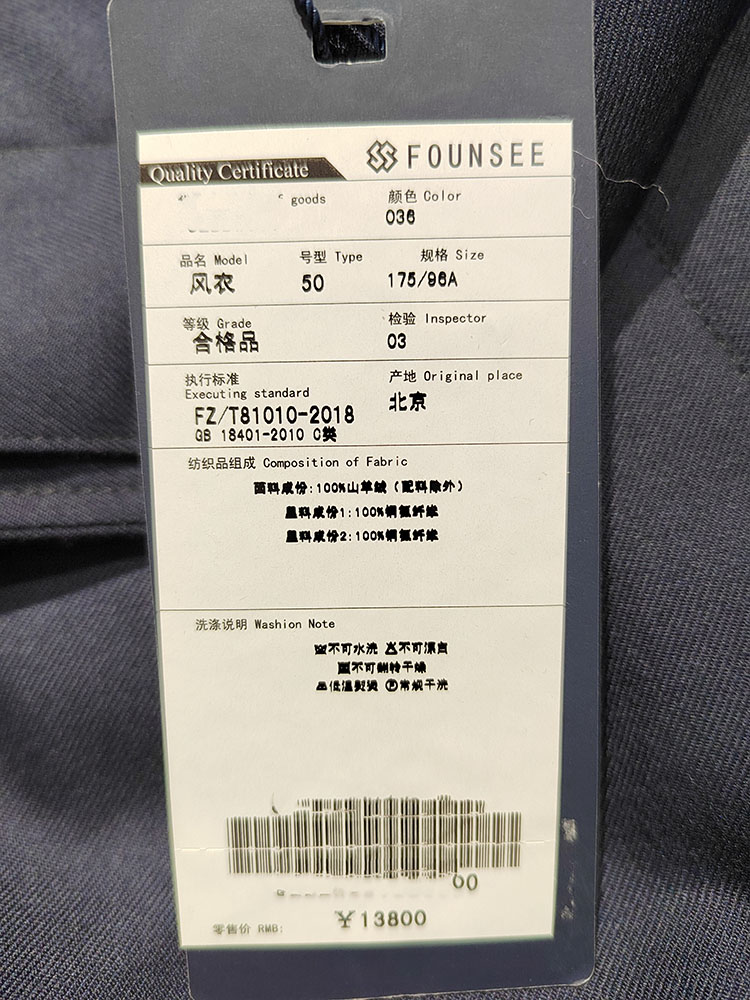 FOUNSEE
Quality Certificate
goods
颜色 Color
036
品名 Model
号型 Type
规格 Size
风衣
50
175/96A
等级 Grade
检验 Inspector
合格品
03
执行标准
Executing standard
产地 Original place
FZ/T81010-2018
北京
GB 18401-2010 C类
纺织品组成 Composition of Fabric
面料成份:100%山羊绒(配料除外)
里料成份1:100%铜氨纤维
里料成份2:100%铜氨纤维
洗涤说明 Washion Note
不可水洗 不可漂白
不可翻转干燥
低温熨烫 Ⓟ常规干洗
60
零售价 RMB:
¥13800